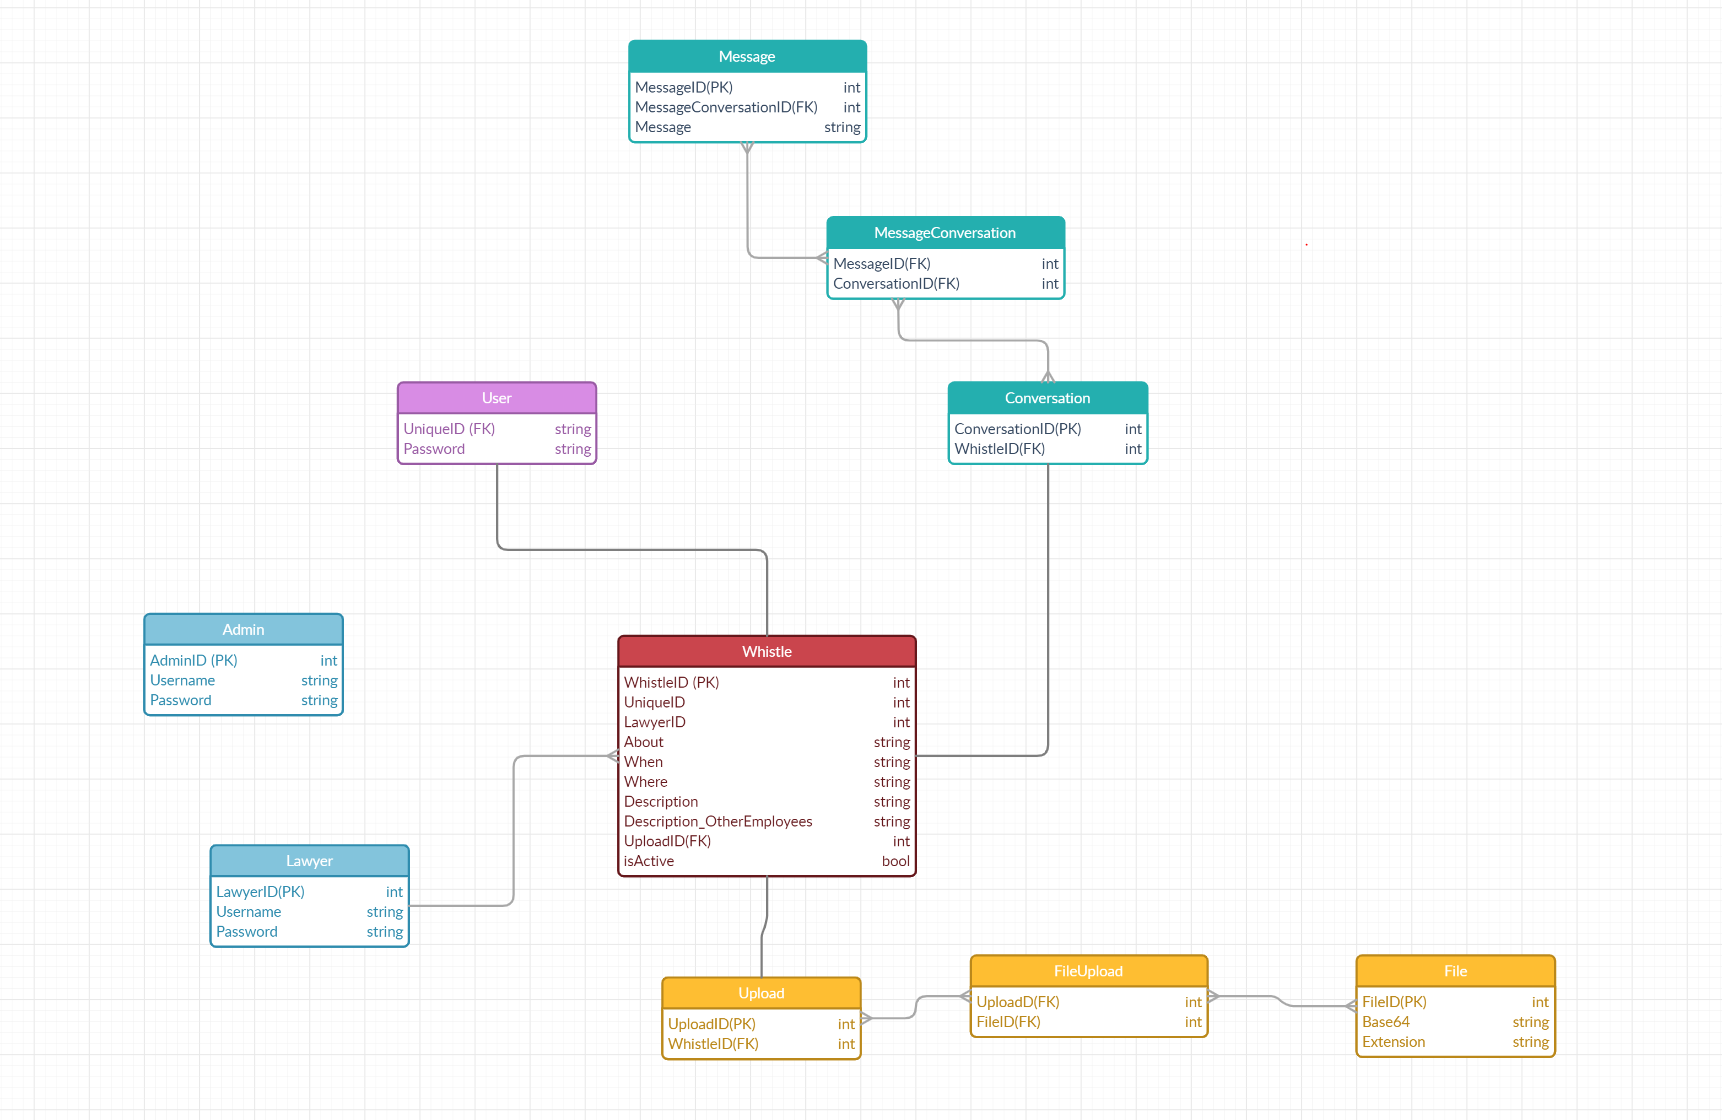 Message
MessageID(PK) int
MessageConversationID(FK) int
Message string
MessageConversation
MessageID(FK) int
ConversationID(FK) int
User
UniqueID (FK) string
Password string
Conversation
ConversationID(PK) int
WhistleID(FK) int
Admin
AdminID (PK) int
Username string
Password string
Whistle
WhistleID (PK) int
UniqueID int
LawyerID int
About string
When string
Where string
Description string
Description_OtherEmployees string
UploadID(FK) int
isActive bool
Lawyer
LawyerID(PK) int
Username string
Password string
Upload
UploadID(PK) int
WhistleID(FK) int
FileUpload
UploadD(FK) int
FileID(FK) int
File
FileID(PK) int
Base64 string
Extension string